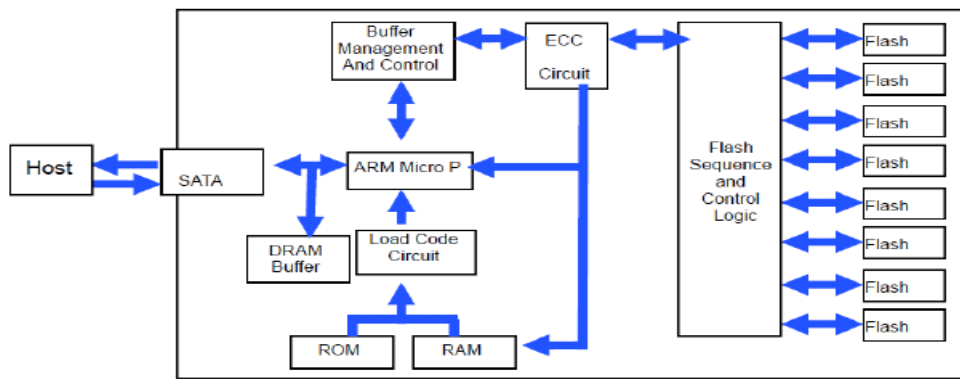 Buffer
Management
And Control
ECC
Circuit
Flash
Flash
Flash
Flash
Flash
Flash
Flash
Flash
Host
SATA
ARM Micro P
Flash
Sequence
and
Control
Logic
DRAM
Buffer
Load Code
Circuit
ROM
RAM